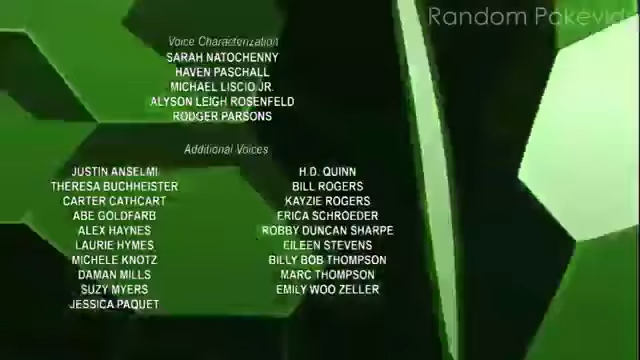 Random Pokevids
Voice Characterization
SARAH NATOCHENNY
HAVEN PASCHALL
MICHAEL LISCIO JR.
ALYSON LEIGH ROSENFELD
RODGER PARSONS
Additional Voices
JUSTIN ANSELMI
THERESA BUCHHEISTER
CARTER CATHCART
ABE GOLDFARB
ALEX HAYNES
LAURIE HYMES
MICHELE KNOTZ
DAMAN MILLS
SUZY MYERS
JESSICA PAQUET
H.D. QUINN
BILL ROGERS
KAYZIE ROGERS
ERICA SCHROEDER
ROBBY DUNCAN SHARPE
EILEEN STEVENS
BILLY BOB THOMPSON
MARC THOMPSON
EMILY WOO ZELLER